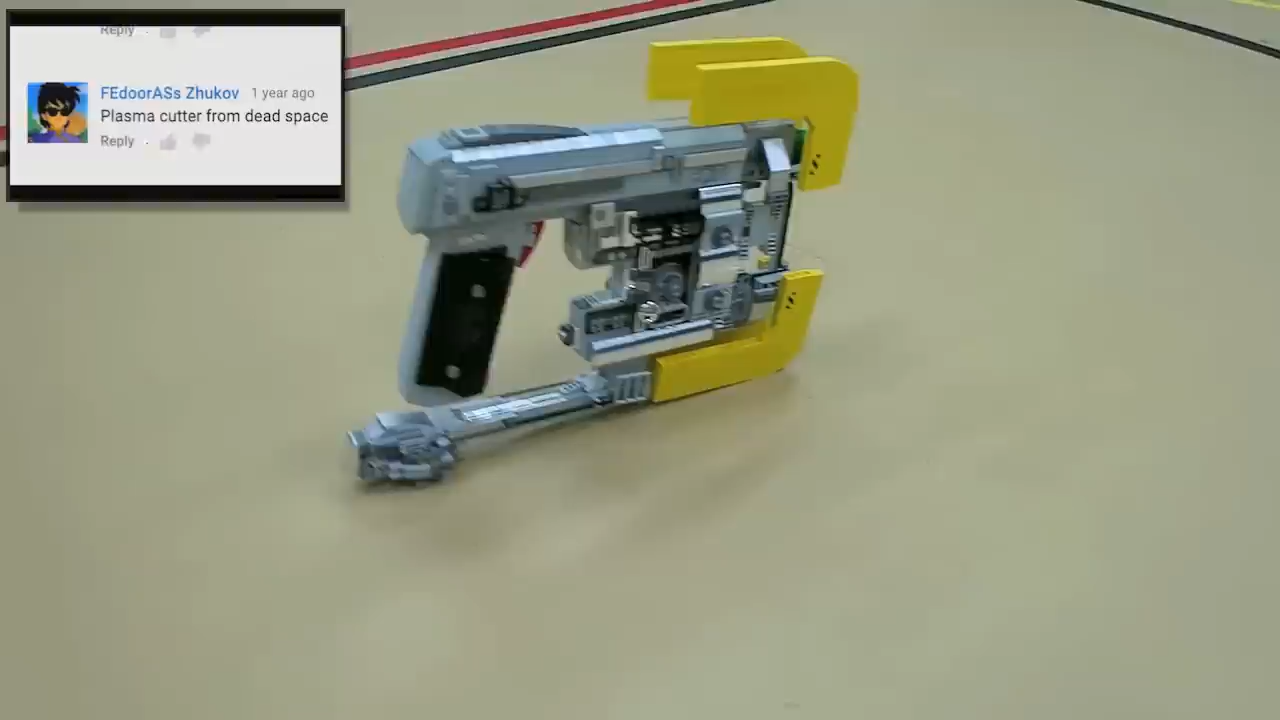 Reply
FEdoorASs Zhukov 1 year ago
Plasma cutter from dead space
Reply